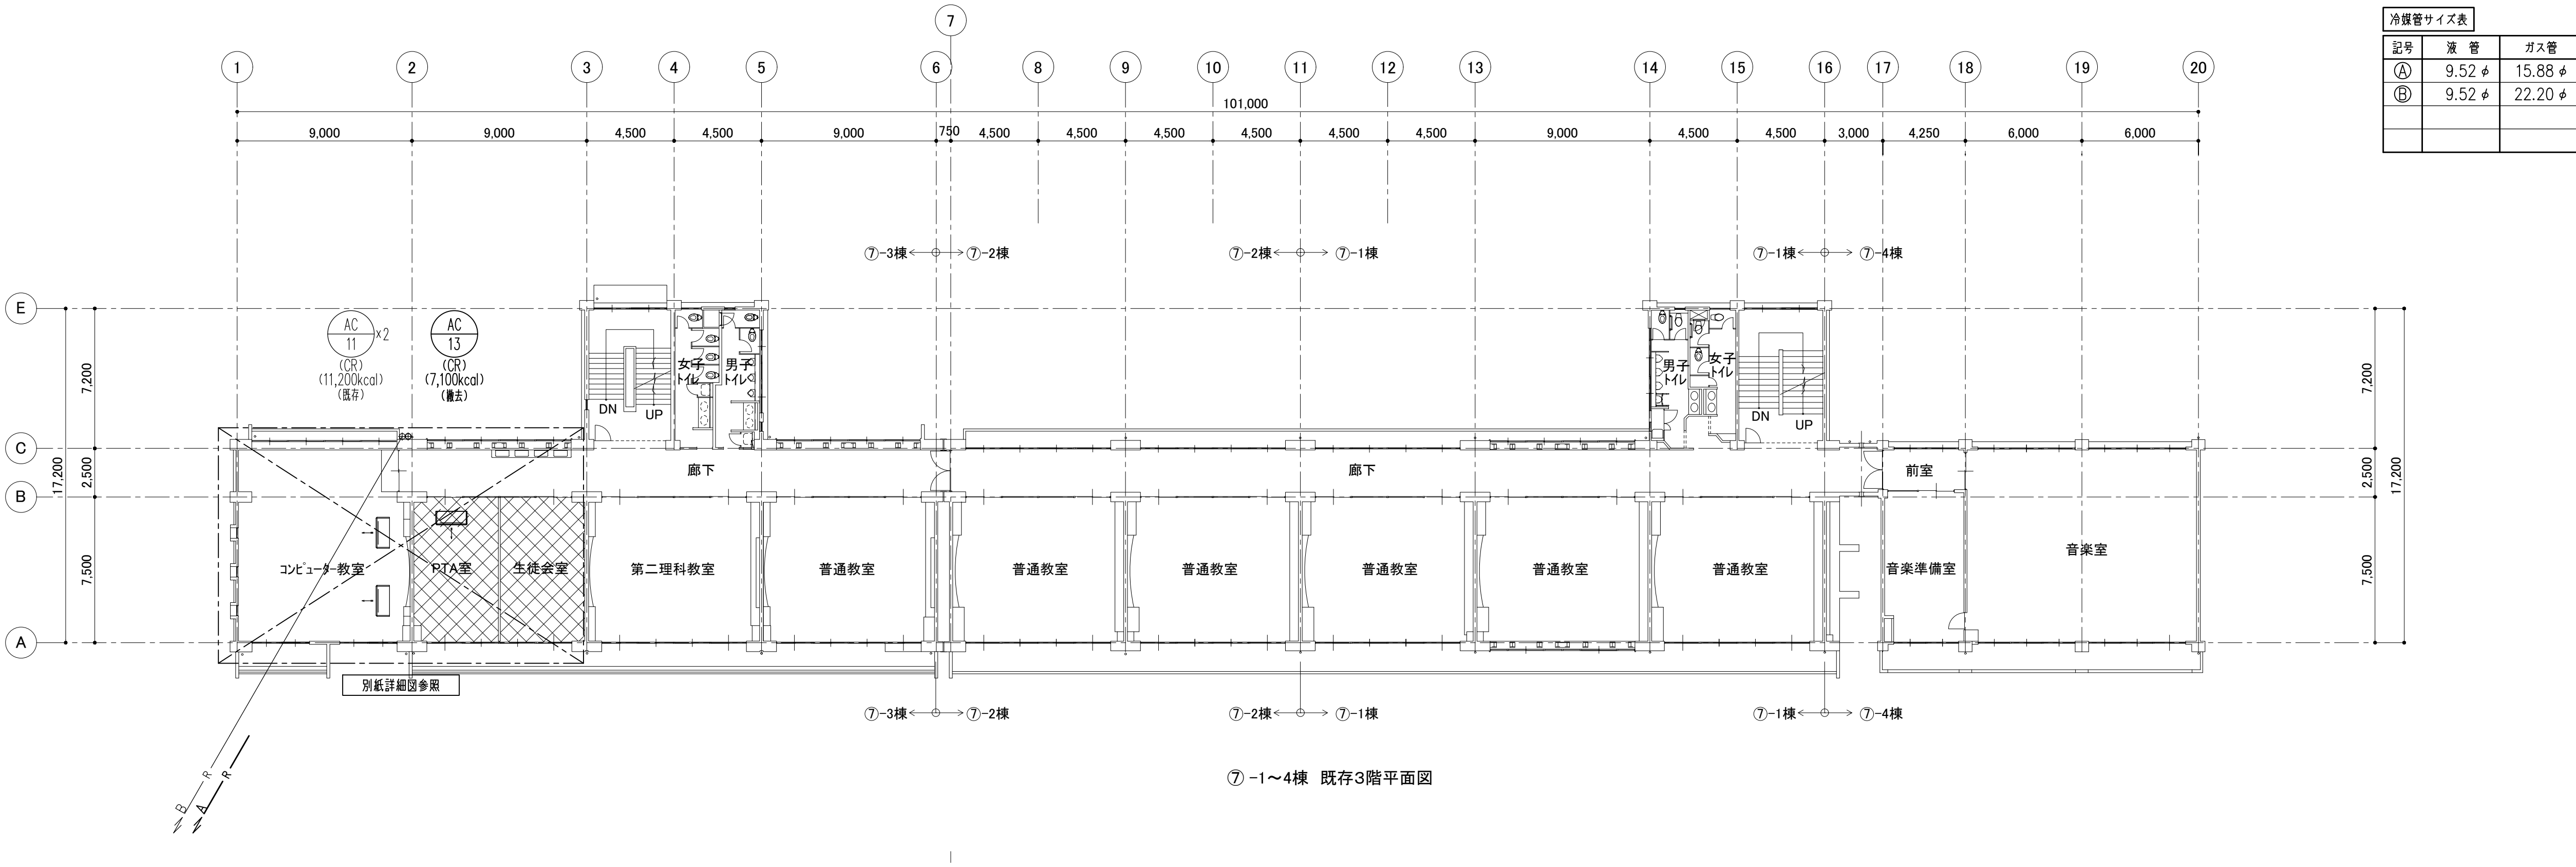 冷媒管サイズ表
記号 液 管 ガス管
Ⓐ 9.52φ 15.88φ
Ⓑ 9.52φ 22.20φ
7
1 2 3 4 5 6 8 9 10 11 12 13 14 15 16 17 18 19 20
101,000
9,000 9,000 4,500 4,500 9,000 750 4,500 4,500 4,500 4,500 4,500 4,500 9,000 4,500 4,500 3,000 4,250 6,000 6,000
⑦-3棟 ⑦-2棟 ⑦-2棟 ⑦-1棟 ⑦-1棟 ⑦-4棟
E
C
B
A
17,200
7,200
2,500
7,500
AC
11
x2
(CR)
(11,200kcal)
(既存)
AC
13
(CR)
(7,100kcal)
(撤去)
DN UP
女子
トイレ
男子
トイレ
男子
トイレ
女子
トイレ
DN UP
7,200
2,500
7,500
17,200
廊下 廊下 前室
コンピューター教室 PTA室 生徒会室 第二理科教室 普通教室 普通教室 普通教室 普通教室 普通教室 普通教室 音楽準備室 音楽室
別紙詳細図参照
⑦-3棟 ⑦-2棟 ⑦-2棟 ⑦-1棟 ⑦-1棟 ⑦-4棟
R R
B A
⑦-1～4棟 既存3階平面図